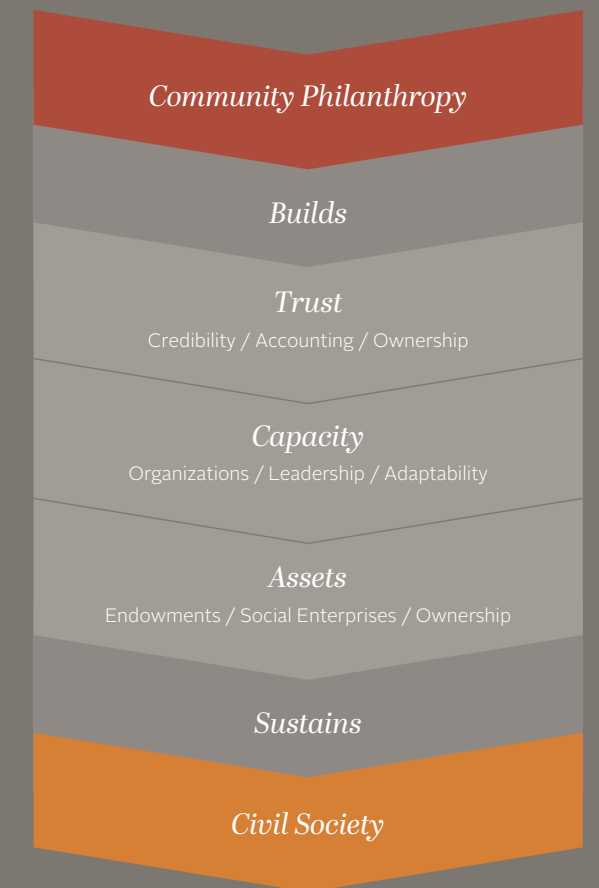 Community Philanthropy
Builds
Trust
Credibility / Accounting / Ownership
Capacity
Organizations / Leadership / Adaptability
Assets
Endowments / Social Enterprises / Ownership
Sustains
Civil Society